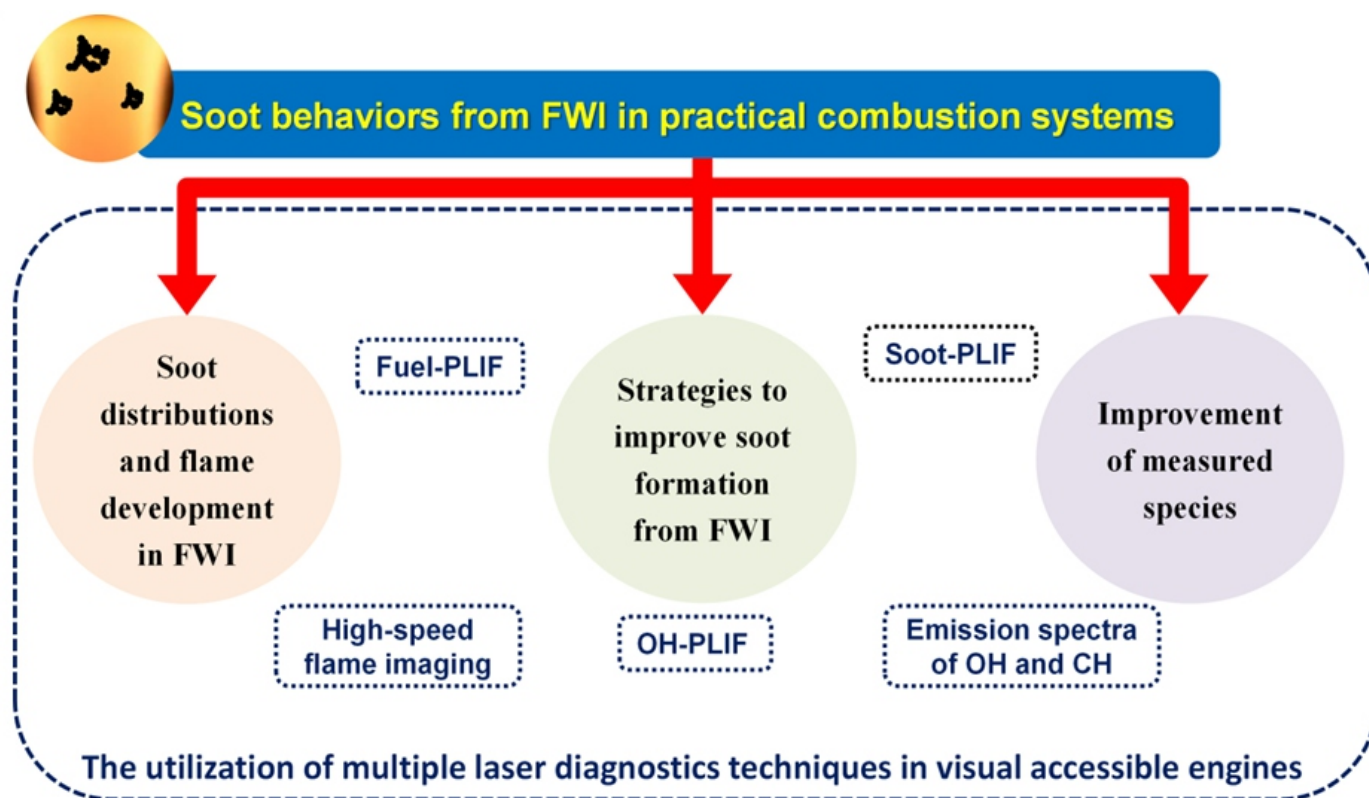 Soot behaviors from FWI in practical combustion systems
Soot
distributions
and flame
development
in FWI
Fuel-PLIF
Strategies to
improve soot
formation
from FWI
Soot-PLIF
Improvement
of measured
species
High-speed
flame imaging
OH-PLIF
Emission spectra
of OH and CH
The utilization of multiple laser diagnostics techniques in visual accessible engines